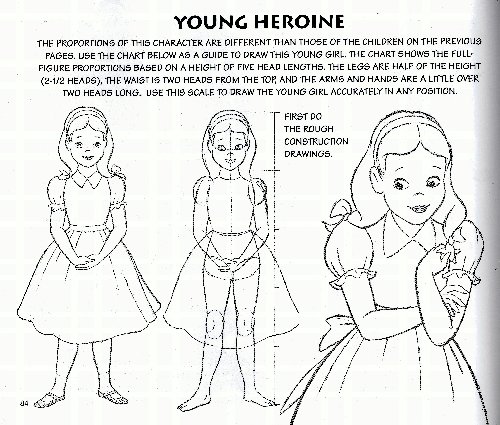 YOUNG HEROINE
THE PROPORTIONS OF THIS CHARACTER ARE DIFFERENT THAN THOSE OF THE CHILDREN ON THE PREVIOUS
PAGES. USE THE CHART BELOW AS A GUIDE TO DRAW THIS YOUNG GIRL. THE CHART SHOWS THE FULL-
FIGURE PROPORTIONS BASED ON A HEIGHT OF FIVE HEAD LENGTHS. THE LEGS ARE HALF OF THE HEIGHT
(2-1/2 HEADS), THE WAIST IS TWO HEADS FROM THE TOP, AND THE ARMS AND HANDS ARE A LITTLE OVER
TWO HEADS LONG. USE THIS SCALE TO DRAW THE YOUNG GIRL ACCURATELY IN ANY POSITION.
FIRST DO
THE ROUGH
CONSTRUCTION
DRAWINGS.
84